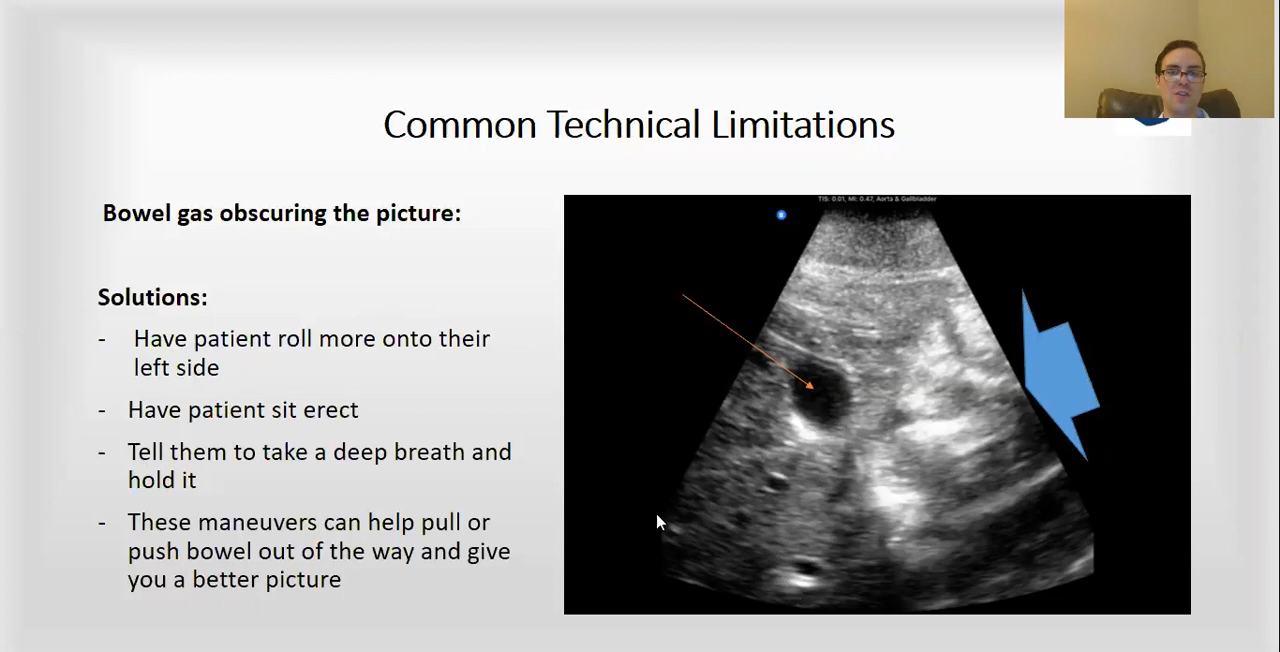 Common Technical Limitations
Bowel gas obscuring the picture:
Solutions:
- Have patient roll more onto their
left side
- Have patient sit erect
- Tell them to take a deep breath and
hold it
- These maneuvers can help pull or
push bowel out of the way and give
you a better picture
TIS: 0.01, MI: 0.47, Aorta & Gallbladder